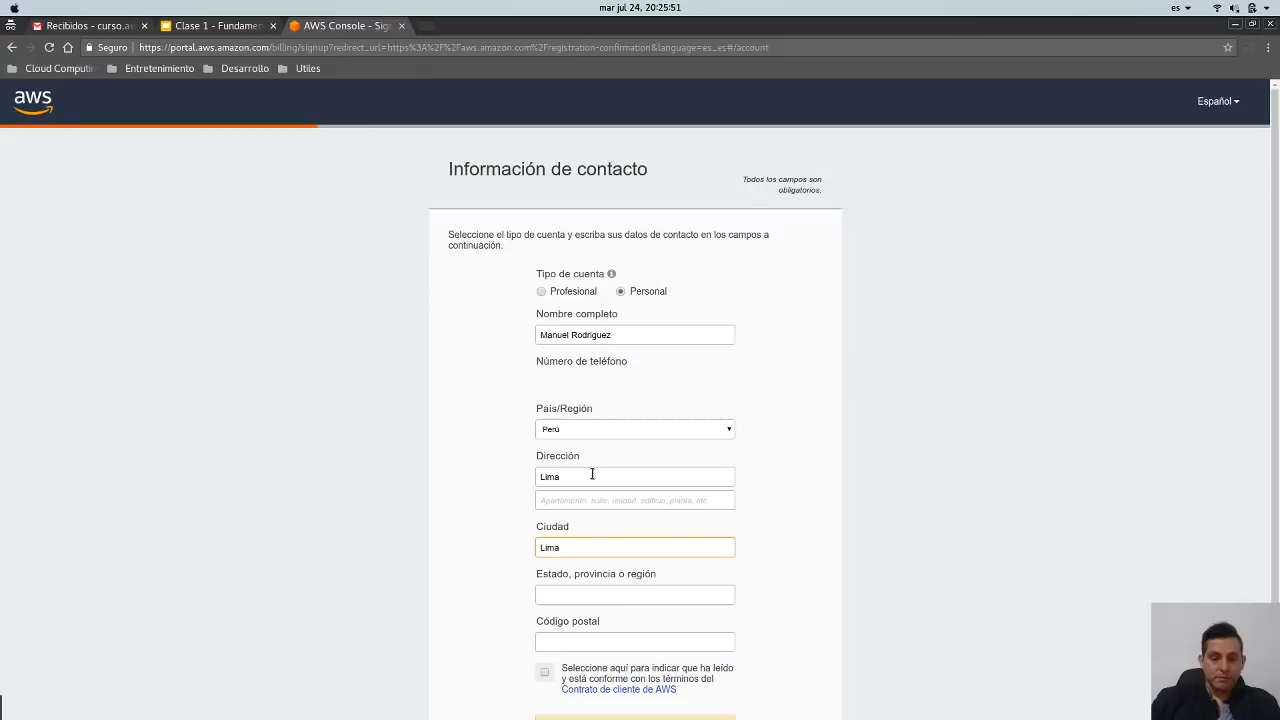 mar jul 24, 20:25:51
es
Recibidos - curso.aw
Clase 1 - Fundamen
AWS Console - Sign
Seguro
https://portal.aws.amazon.com/billing/signup?redirect_url=https%3A%2F%2Faws.amazon.com%2Fregistration-confirmation&language=es_es#/account
Cloud Computin
Entretenimiento
Desarrollo
Utiles
aws
Español
Información de contacto
Todos los campos son
obligatorios.
Seleccione el tipo de cuenta y escriba sus datos de contacto en los campos a
continuación.
Tipo de cuenta
Profesional
Personal
Nombre completo
Manuel Rodriguez
Número de teléfono
País/Región
Perú
Dirección
Lima
Apartamento, suite, unidad, edificio, planta, etc.
Ciudad
Lima
Estado, provincia o región
Código postal
Seleccione aquí para indicar que ha leído
y está conforme con los términos del
Contrato de cliente de AWS